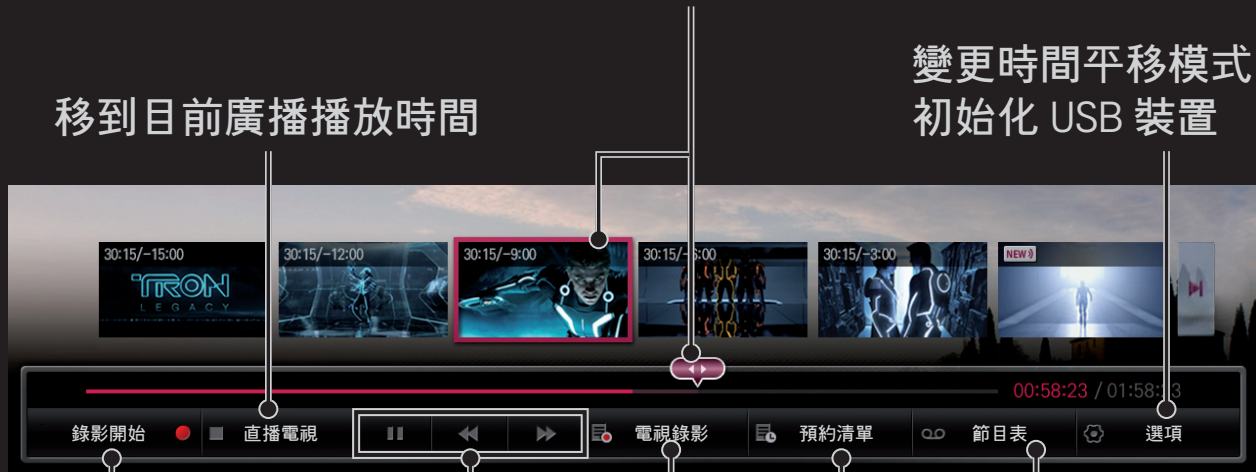 變更時間平移模式
初始化 USB 裝置
移到目前廣播播放時間
30:15/-15:00
30:15/-12:00
30:15/-9:00
30:15/-6:00
30:15/-3:00
NEW
TRON
LEGACY
00:58:23 / 01:58:23
錄影開始 直播電視 電視錄影 預約清單 節目表 選項